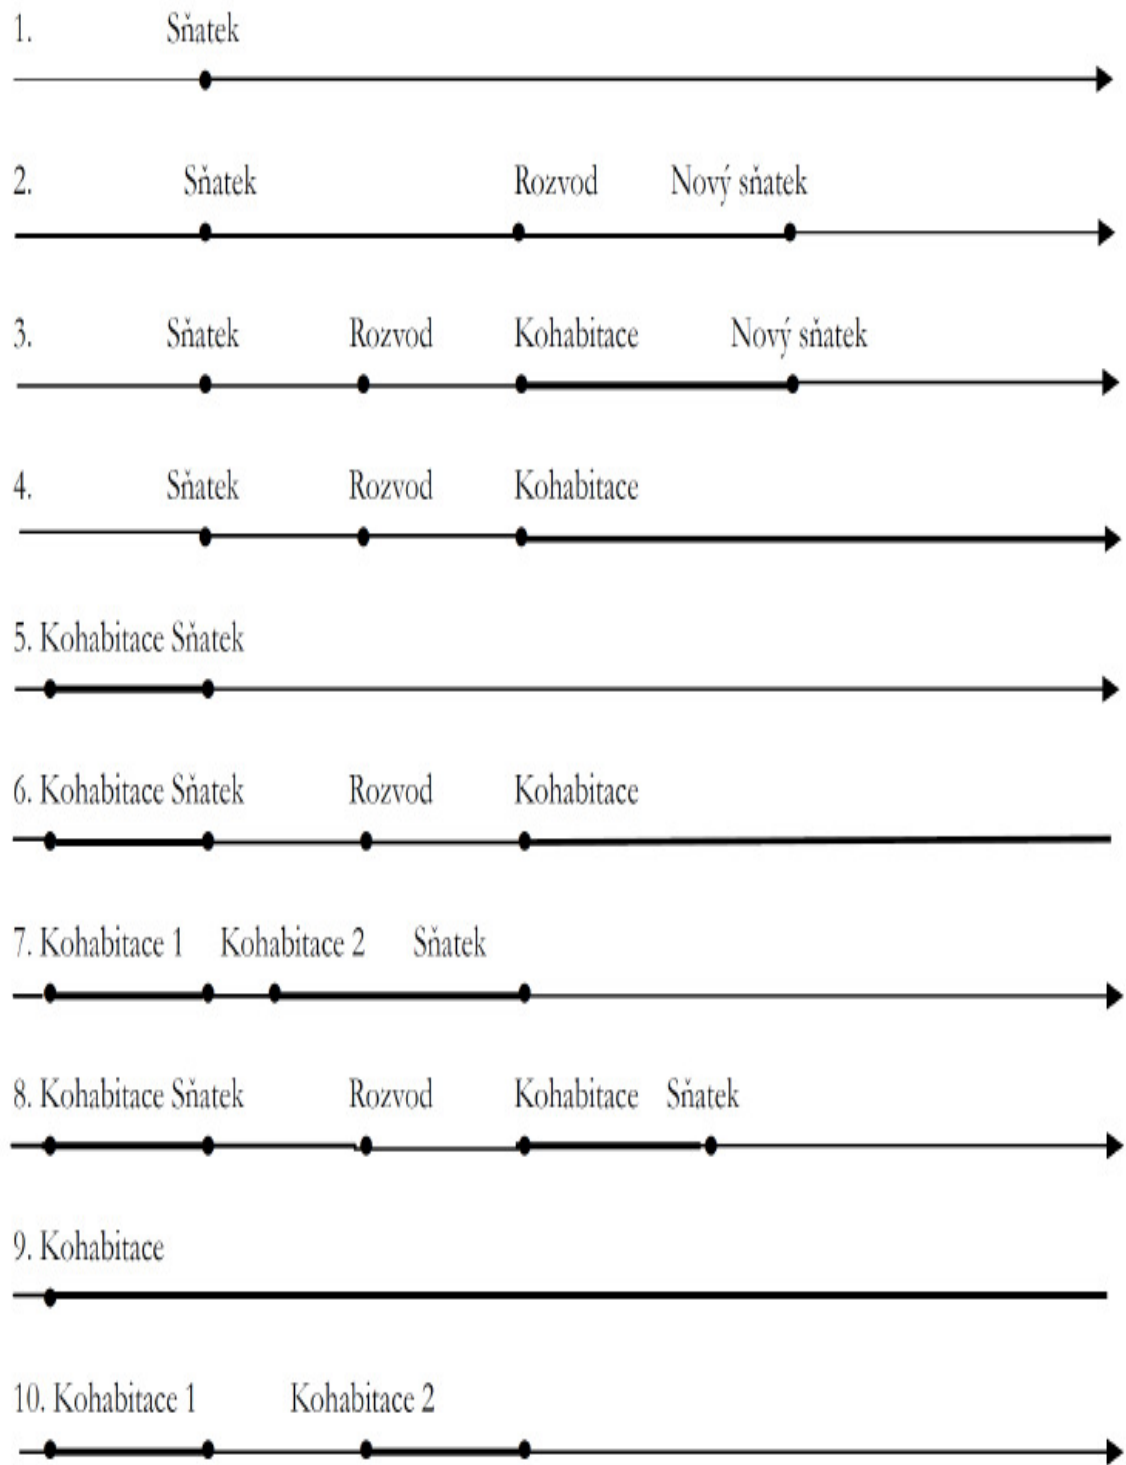 1. Sňatek
2. Sňatek Rozvod Nový sňatek
3. Sňatek Rozvod Kohabitace Nový sňatek
4. Sňatek Rozvod Kohabitace
5. Kohabitace Sňatek
6. Kohabitace Sňatek Rozvod Kohabitace
7. Kohabitace 1 Kohabitace 2 Sňatek
8. Kohabitace Sňatek Rozvod Kohabitace Sňatek
9. Kohabitace
10. Kohabitace 1 Kohabitace 2